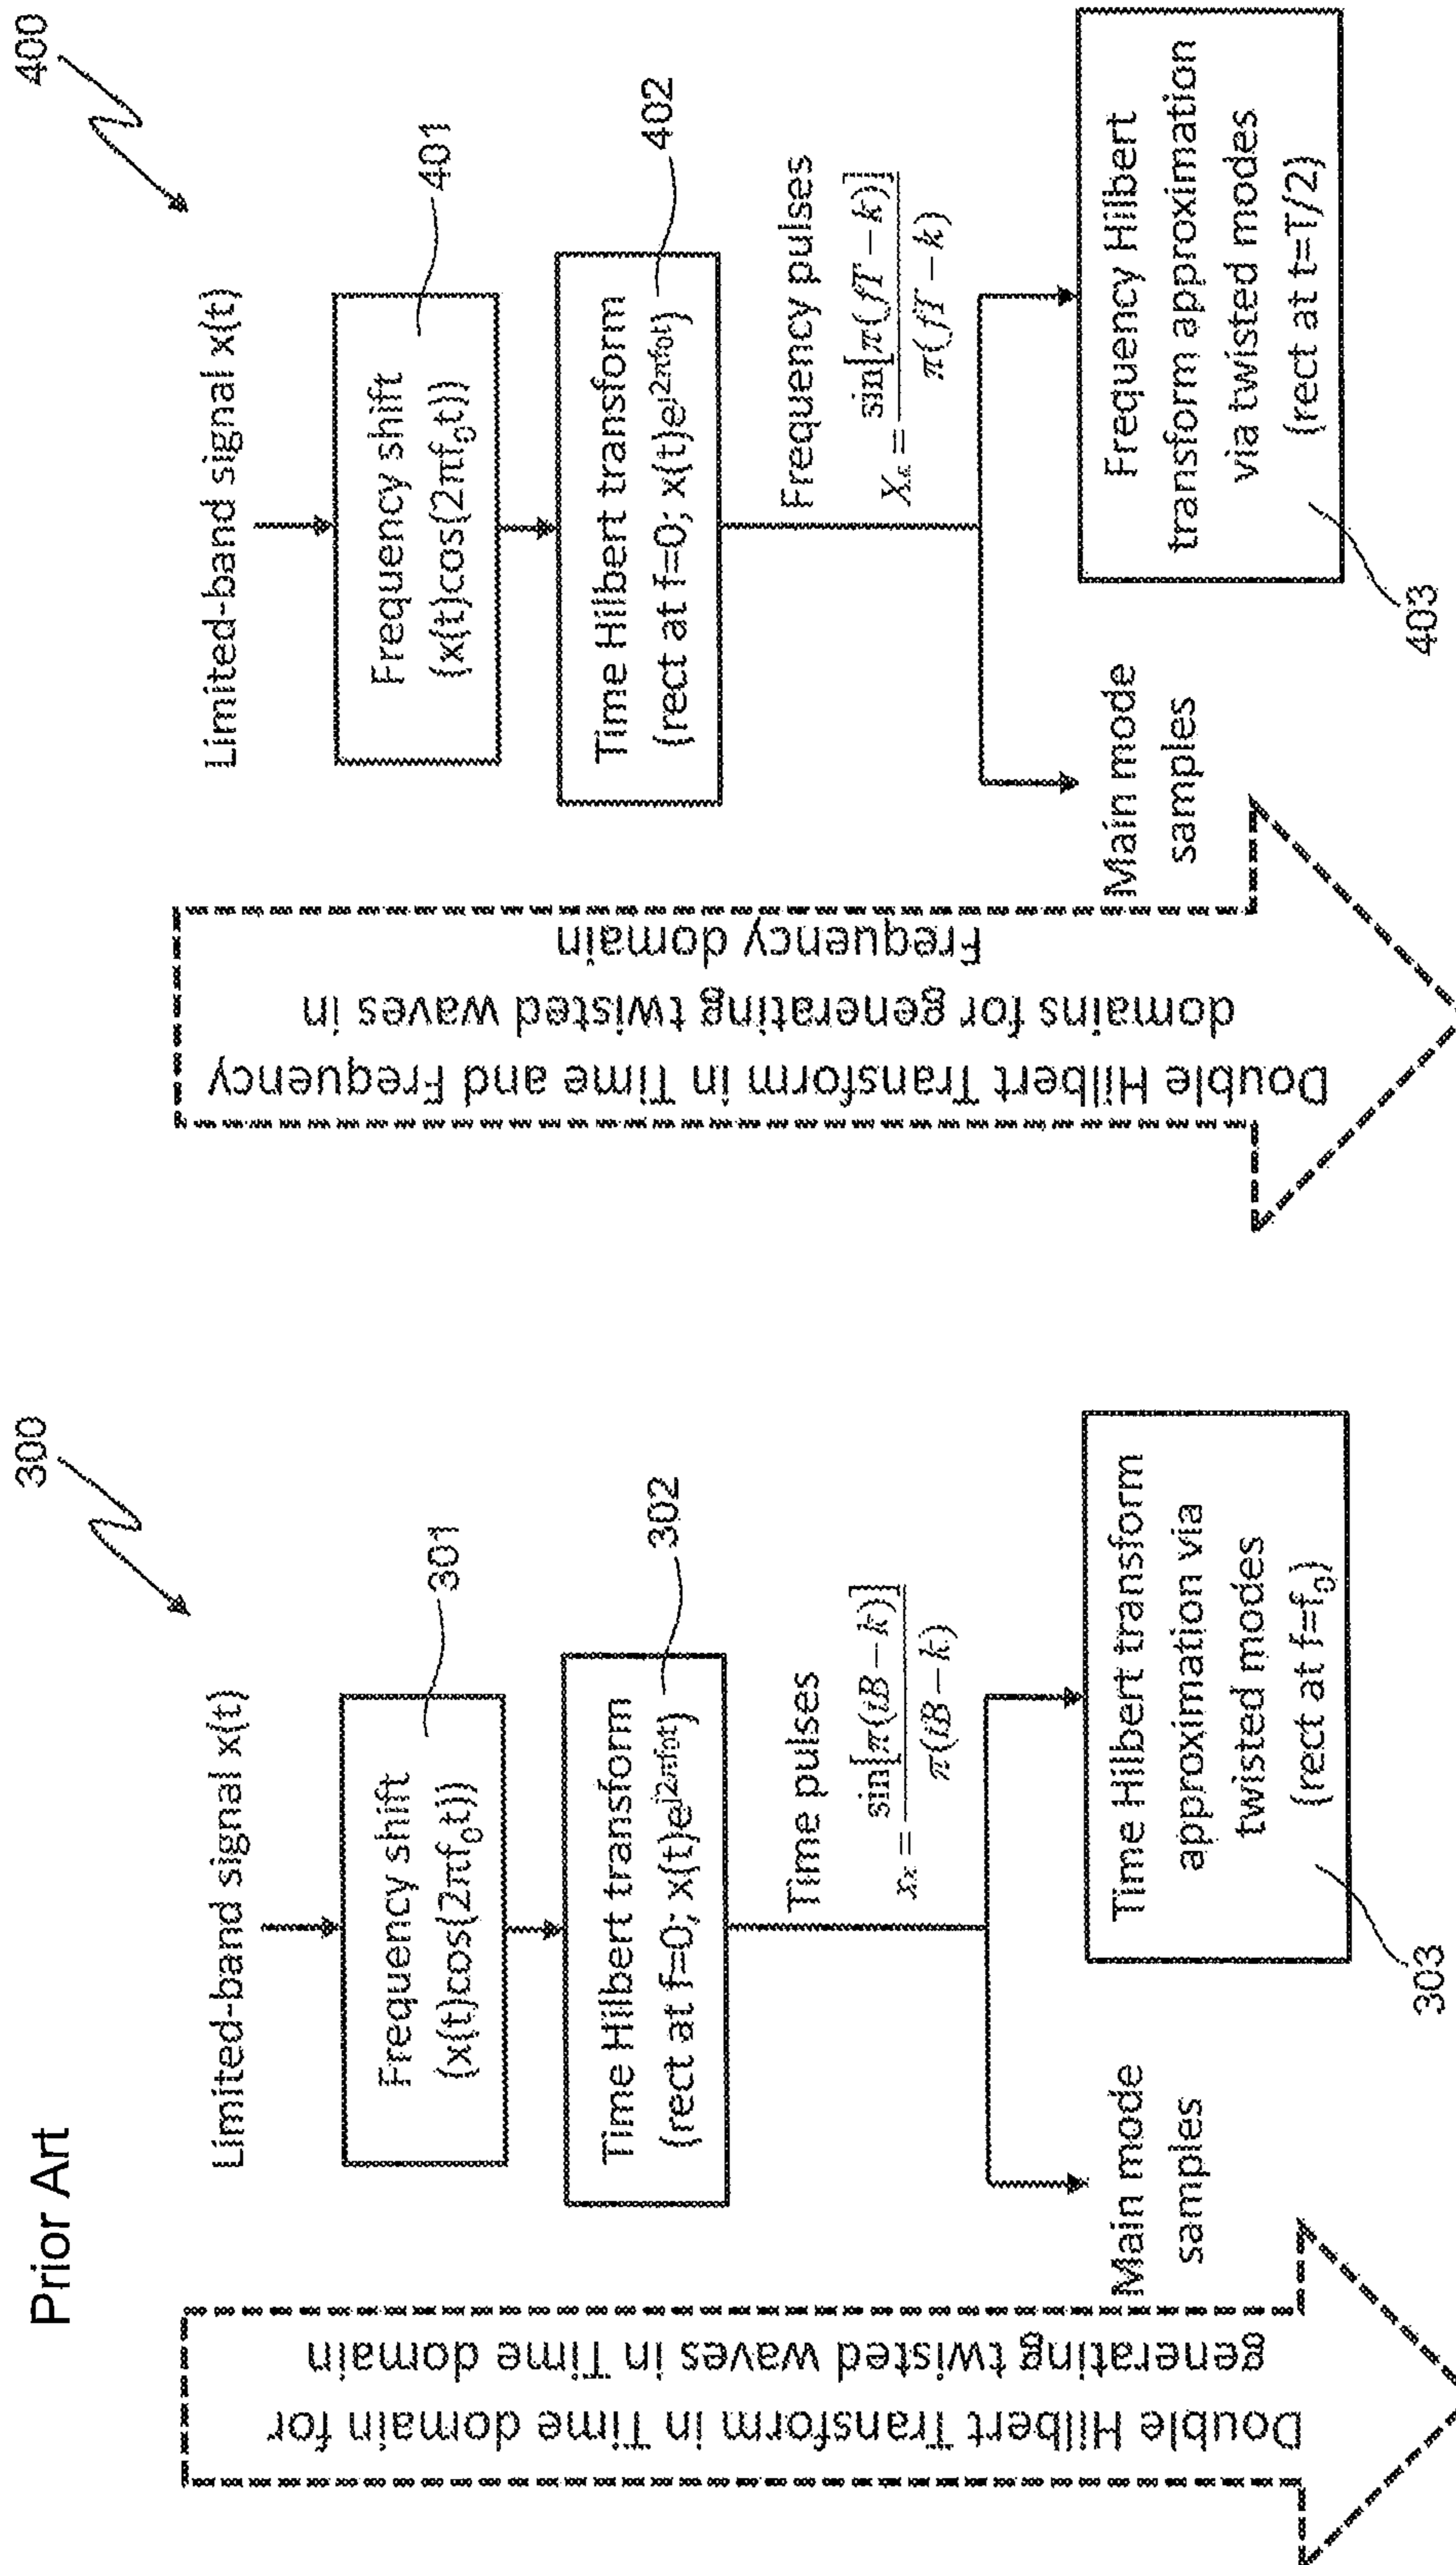 Prior Art
300
Limited-band signal x(t)
Frequency shift
(x(t)cos(2πf₀t))
301
Time Hilbert transform
(rect at f=0; x(t)e^{j2πf₀t})
302
Time pulses
x_x = sin[π(iB−k)] / π(iB−k)
Main mode
samples
Time Hilbert transform
approximation via
twisted modes
(rect at f=f₀)
303
Double Hilbert Transform in Time domain for
generating twisted waves in Time domain
400
Limited-band signal x(t)
Frequency shift
(x(t)cos(2πf₀t))
401
Time Hilbert transform
(rect at f=0; x(t)e^{j2πf₀t})
402
Frequency pulses
X_k = sin[π(fT−k)] / π(fT−k)
Main mode
samples
Frequency Hilbert
transform approximation
via twisted modes
(rect at t=T/2)
403
Double Hilbert Transform in Time and Frequency
domains for generating twisted waves in
Frequency domain